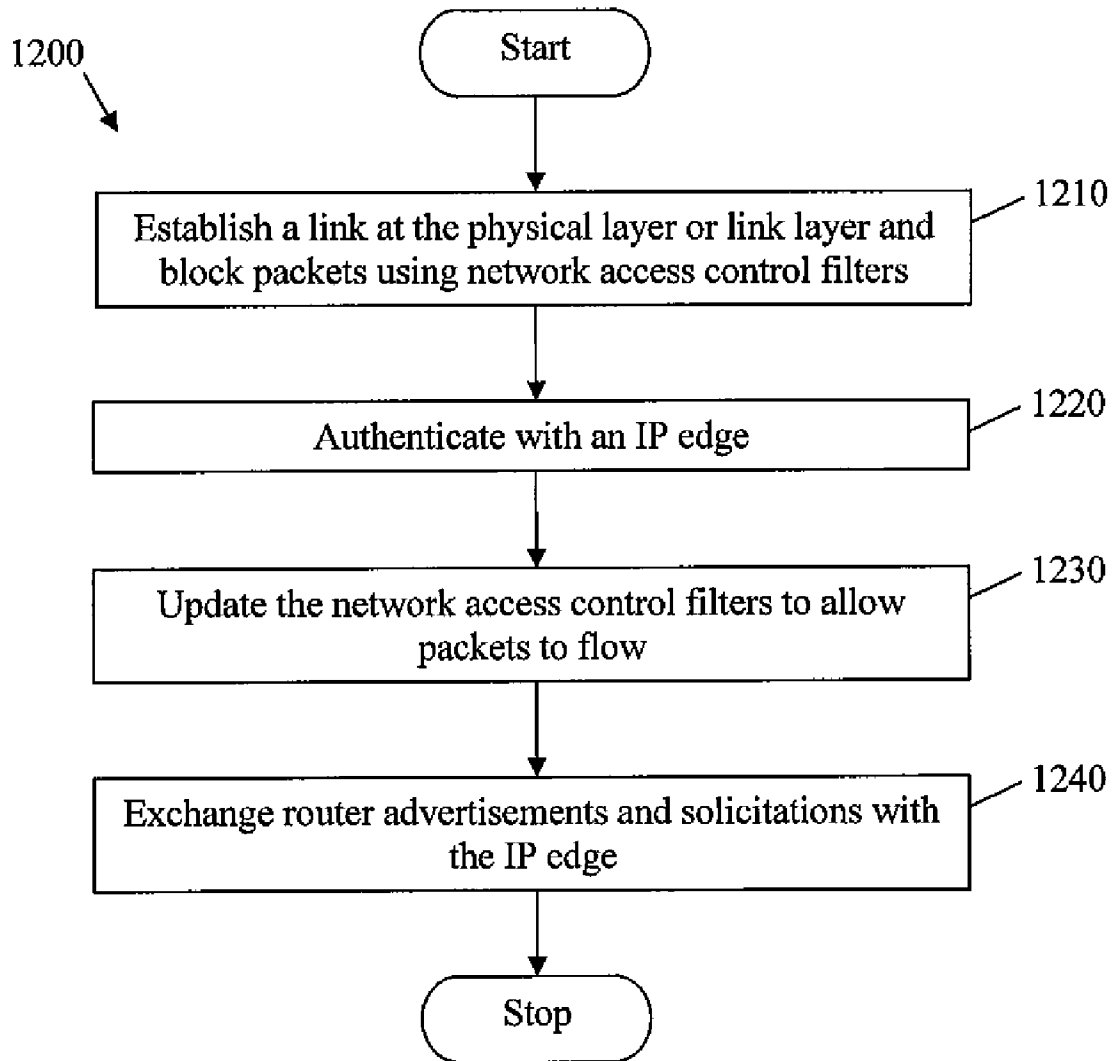 1200
Start
1210
Establish a link at the physical layer or link layer and
block packets using network access control filters
1220
Authenticate with an IP edge
1230
Update the network access control filters to allow
packets to flow
1240
Exchange router advertisements and solicitations with
the IP edge
Stop